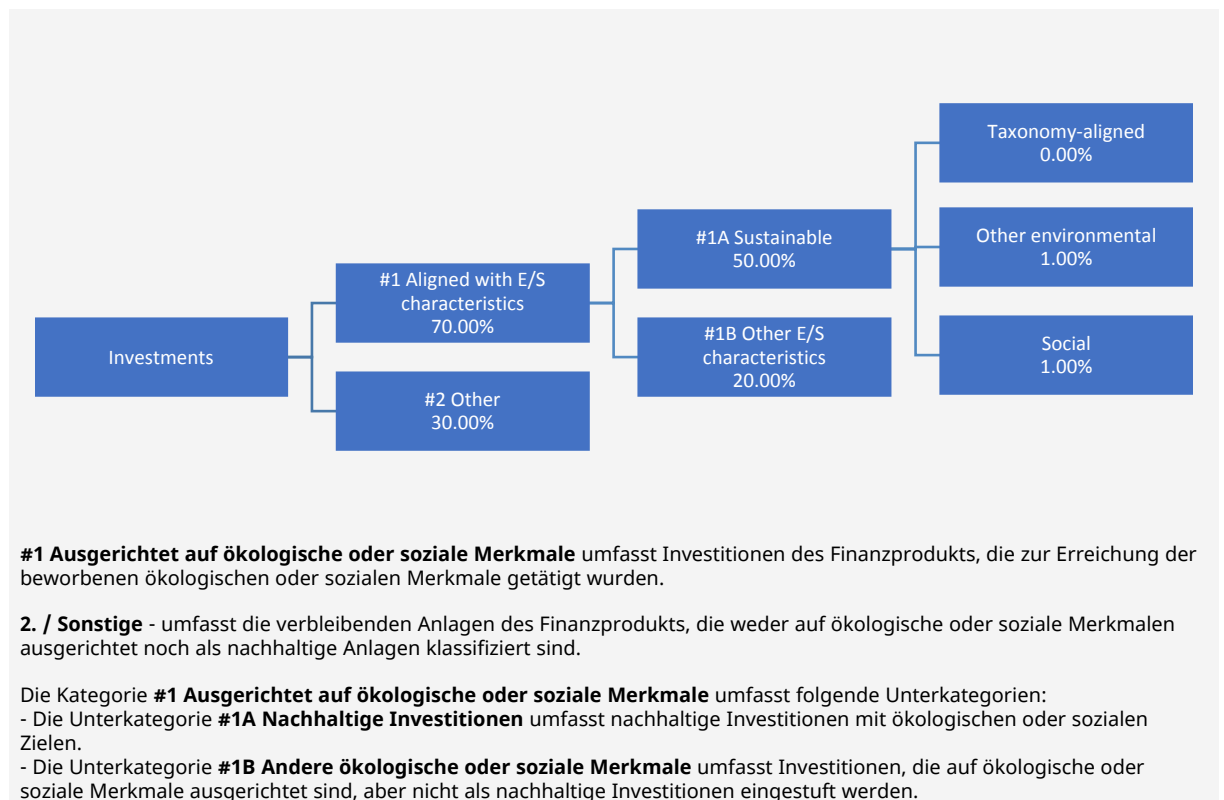 Taxonomy-aligned
0.00%
#1A Sustainable
50.00%
Other environmental
1.00%
#1 Aligned with E/S
characteristics
70.00%
Investments
#1B Other E/S
characteristics
20.00%
Social
1.00%
#2 Other
30.00%
#1 Ausgerichtet auf ökologische oder soziale Merkmale umfasst Investitionen des Finanzprodukts, die zur Erreichung der
beworbenen ökologischen oder sozialen Merkmale getätigt wurden.
2. / Sonstige - umfasst die verbleibenden Anlagen des Finanzprodukts, die weder auf ökologische oder soziale Merkmalen
ausgerichtet noch als nachhaltige Anlagen klassifiziert sind.
Die Kategorie #1 Ausgerichtet auf ökologische oder soziale Merkmale umfasst folgende Unterkategorien:
- Die Unterkategorie #1A Nachhaltige Investitionen umfasst nachhaltige Investitionen mit ökologischen oder sozialen
Zielen.
- Die Unterkategorie #1B Andere ökologische oder soziale Merkmale umfasst Investitionen, die auf ökologische oder
soziale Merkmale ausgerichtet sind, aber nicht als nachhaltige Investitionen eingestuft werden.